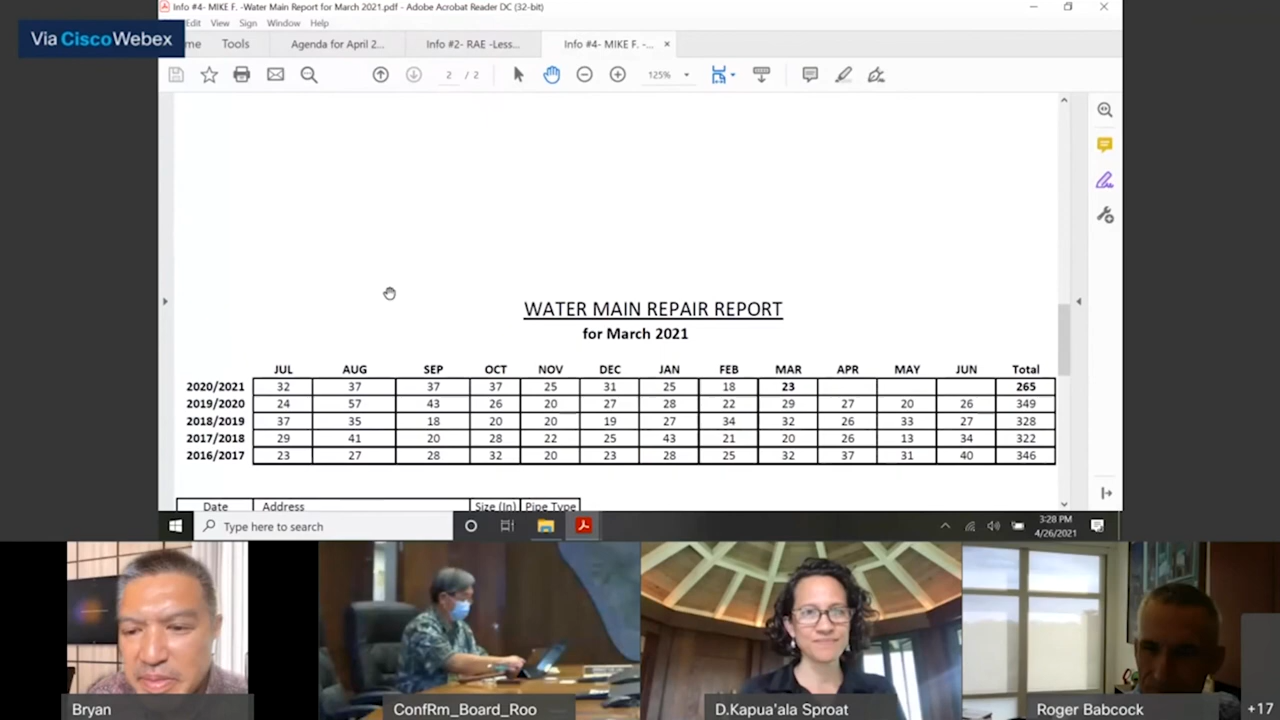 Info #4- MIKE F. -Water Main Report for March 2021.pdf - Adobe Acrobat Reader DC (32-bit)
Via CiscoWebex
Edit View Sign Window Help
me Tools Agenda for April 2... Info #2- RAE -Less... Info #4- MIKE F. -... ×
2 / 2 125%
WATER MAIN REPAIR REPORT
for March 2021
JUL AUG SEP OCT NOV DEC JAN FEB MAR APR MAY JUN Total
2020/2021 32 37 37 37 25 31 25 18 23 265
2019/2020 24 57 43 26 20 27 28 22 29 27 20 26 349
2018/2019 37 35 18 20 20 19 27 34 32 26 33 27 328
2017/2018 29 41 20 28 22 25 43 21 20 26 13 34 322
2016/2017 23 27 28 32 20 23 28 25 32 37 31 40 346
Date Address Size (In) Pipe Type
Type here to search
3:28 PM
4/26/2021
Bryan
ConfRm_Board_Roo
D.Kapua'ala Sproat
Roger Babcock
+17